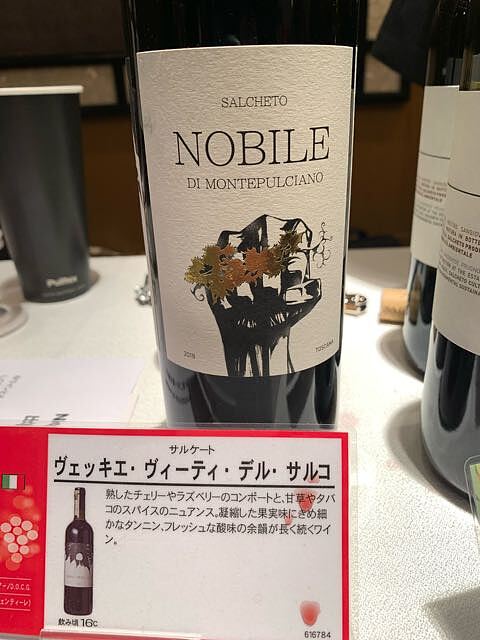 SALCHETO
NOBILE
DI MONTEPULCIANO
TOSCANA
Pulltex
サルケート
ヴェッキエ・ヴィーティ・デル・サルコ
熟したチェリーやラズベリーのコンポートと、甘草やタバ
コのスパイスのニュアンス。凝縮した果実味にきめ細
かなタンニン、フレッシュな酸味の余韻が長く続くワイ
ン。
飲み頃 16℃
616784